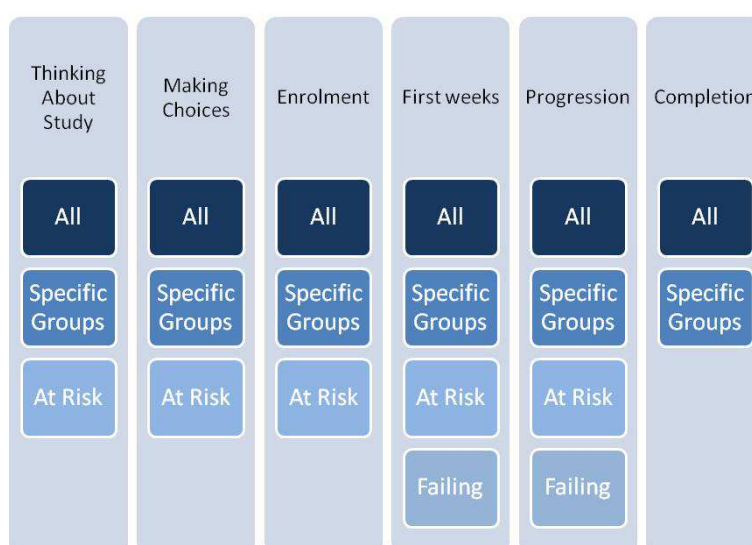 Thinking
About
Study
Making
Choices
Enrolment
First weeks
Progression
Completion
All
All
All
All
All
All
Specific
Groups
Specific
Groups
Specific
Groups
Specific
Groups
Specific
Groups
Specific
Groups
At Risk
At Risk
At Risk
At Risk
At Risk
Failing
Failing